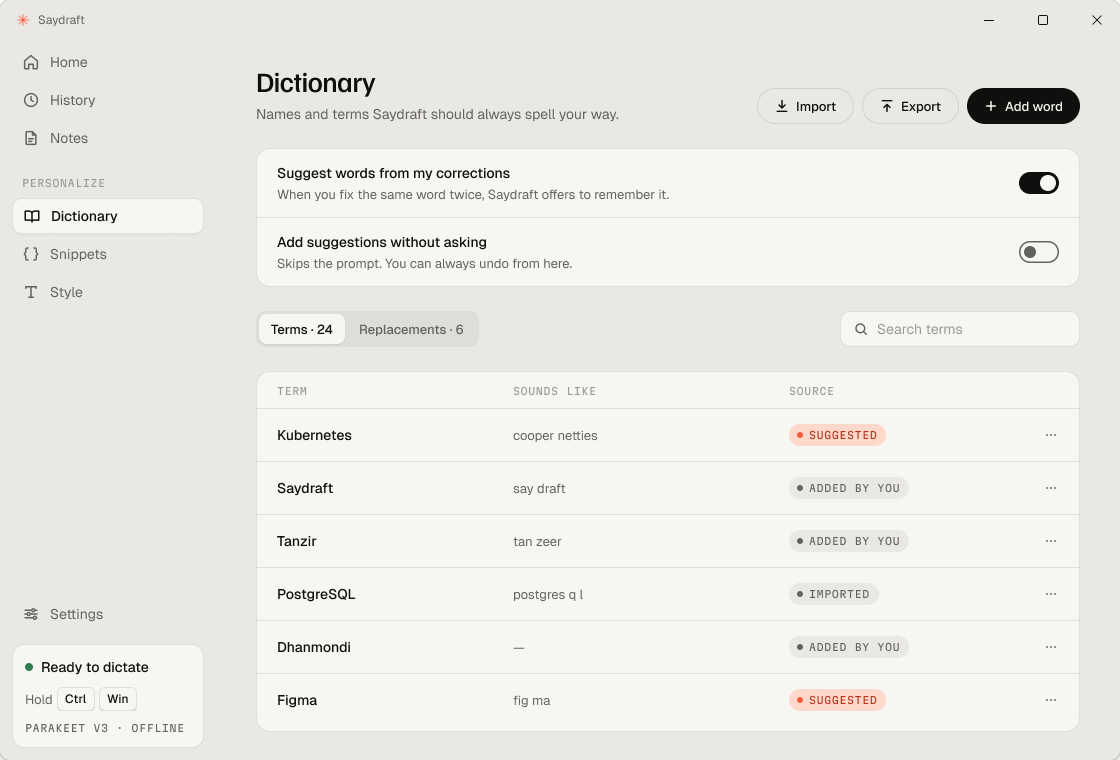 Saydraft
Home
History
Notes
PERSONALIZE
Dictionary
Snippets
Style
Settings
Ready to dictate
Hold Ctrl Win
PARAKEET V3 · OFFLINE
Dictionary
Names and terms Saydraft should always spell your way.
Import
Export
Add word
Suggest words from my corrections
When you fix the same word twice, Saydraft offers to remember it.
Add suggestions without asking
Skips the prompt. You can always undo from here.
Terms · 24
Replacements · 6
Search terms
TERM SOUNDS LIKE SOURCE
Kubernetes cooper netties SUGGESTED
Saydraft say draft ADDED BY YOU
Tanzir tan zeer ADDED BY YOU
PostgreSQL postgres q l IMPORTED
Dhanmondi — ADDED BY YOU
Figma fig ma SUGGESTED